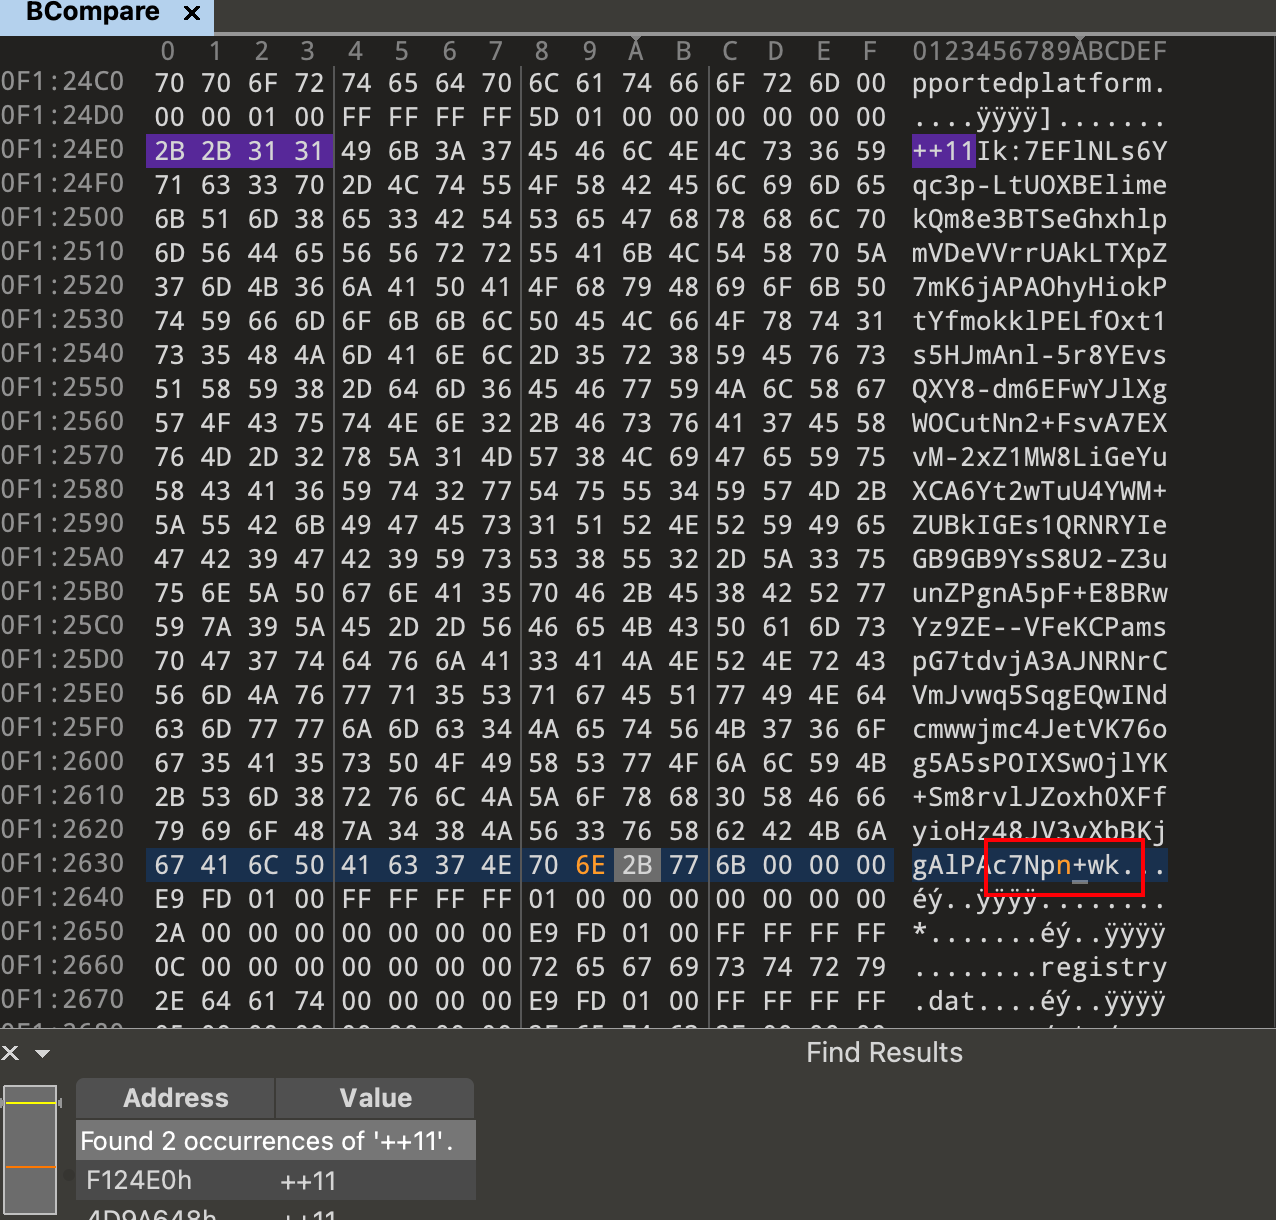 BCompare ×
0 1 2 3 4 5 6 7 8 9 A B C D E F 0123456789ABCDEF
0F1:24C0 70 70 6F 72 74 65 64 70 6C 61 74 66 6F 72 6D 00 pportedplatform.
0F1:24D0 00 00 01 00 FF FF FF FF 5D 01 00 00 00 00 00 00 ....ÿÿÿÿ].......
0F1:24E0 2B 2B 31 31 49 6B 3A 37 45 46 6C 4E 4C 73 36 59 ++11Ik:7EFlNLs6Y
0F1:24F0 71 63 33 70 2D 4C 74 55 4F 58 42 45 6C 69 6D 65 qc3p-LtUOXBElime
0F1:2500 6B 51 6D 38 65 33 42 54 53 65 47 68 78 68 6C 70 kQm8e3BTSeGhxhlp
0F1:2510 6D 56 44 65 56 56 72 72 55 41 6B 4C 54 58 70 5A mVDeVVrrUAkLTXpZ
0F1:2520 37 6D 4B 36 6A 41 50 41 4F 68 79 48 69 6F 6B 50 7mK6jAPAOhyHiokP
0F1:2530 74 59 66 6D 6F 6B 6B 6C 50 45 4C 66 4F 78 74 31 tYfmokklPELfOxt1
0F1:2540 73 35 48 4A 6D 41 6E 6C 2D 35 72 38 59 45 76 73 s5HJmAnl-5r8YEvs
0F1:2550 51 58 59 38 2D 64 6D 36 45 46 77 59 4A 6C 58 67 QXY8-dm6EFwYJlXg
0F1:2560 57 4F 43 75 74 4E 6E 32 2B 46 73 76 41 37 45 58 WOCutNn2+FsvA7EX
0F1:2570 76 4D 2D 32 78 5A 31 4D 57 38 4C 69 47 65 59 75 vM-2xZ1MW8LiGeYu
0F1:2580 58 43 41 36 59 74 32 77 54 75 55 34 59 57 4D 2B XCA6Yt2wTuU4YWM+
0F1:2590 5A 55 42 6B 49 47 45 73 31 51 52 4E 52 59 49 65 ZUBkIGEs1QRNRYIe
0F1:25A0 47 42 39 47 42 39 59 73 53 38 55 32 2D 5A 33 75 GB9GB9YsS8U2-Z3u
0F1:25B0 75 6E 5A 50 67 6E 41 35 70 46 2B 45 38 42 52 77 unZPgnA5pF+E8BRw
0F1:25C0 59 7A 39 5A 45 2D 2D 56 46 65 4B 43 50 61 6D 73 Yz9ZE--VFeKCPams
0F1:25D0 70 47 37 74 64 76 6A 41 33 41 4A 4E 52 4E 72 43 pG7tdvjA3AJNRNrC
0F1:25E0 56 6D 4A 76 77 71 35 53 71 67 45 51 77 49 4E 64 VmJvwq5SqgEQwINd
0F1:25F0 63 6D 77 77 6A 6D 63 34 4A 65 74 56 4B 37 36 6F cmwwjmc4JetVK76o
0F1:2600 67 35 41 35 73 50 4F 49 58 53 77 4F 6A 6C 59 4B g5A5sPOIXSwOjlYK
0F1:2610 2B 53 6D 38 72 76 6C 4A 5A 6F 78 68 30 58 46 66 +Sm8rvlJZoxh0XFf
0F1:2620 79 69 6F 48 7A 34 38 4A 56 33 76 58 62 42 4B 6A yioHz48JV3vXbBKj
0F1:2630 67 41 6C 50 41 63 37 4E 70 6E 2B 77 6B 00 00 00 gAlPAc7Npn+wk...
0F1:2640 E9 FD 01 00 FF FF FF FF 01 00 00 00 00 00 00 00 éý..ÿÿÿÿ........
0F1:2650 2A 00 00 00 00 00 00 00 E9 FD 01 00 FF FF FF FF *.......éý..ÿÿÿÿ
0F1:2660 0C 00 00 00 00 00 00 00 72 65 67 69 73 74 72 79 ........registry
0F1:2670 2E 64 61 74 00 00 00 00 E9 FD 01 00 FF FF FF FF .dat....éý..ÿÿÿÿ
Find Results
Address Value
Found 2 occurrences of '++11'.
F124E0h ++11